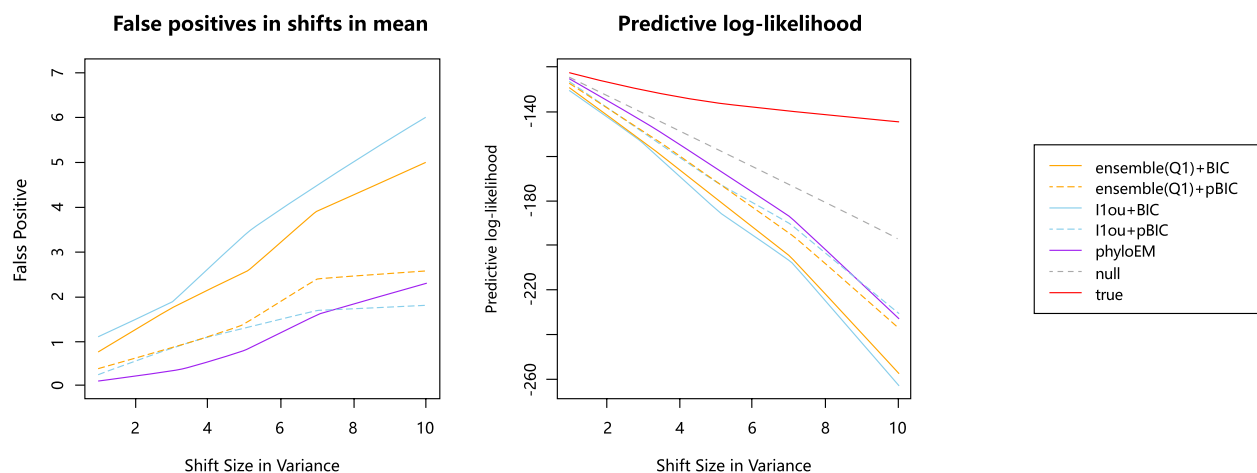 False positives in shifts in mean
Falss Positive
7
6
5
4
3
2
1
0
2
4
6
8
10
Shift Size in Variance
Predictive log-likelihood
Predictive log-likelihood
-140
-180
-220
-260
2
4
6
8
10
Shift Size in Variance
ensemble(Q1)+BIC
ensemble(Q1)+pBIC
l1ou+BIC
l1ou+pBIC
phyloEM
null
true